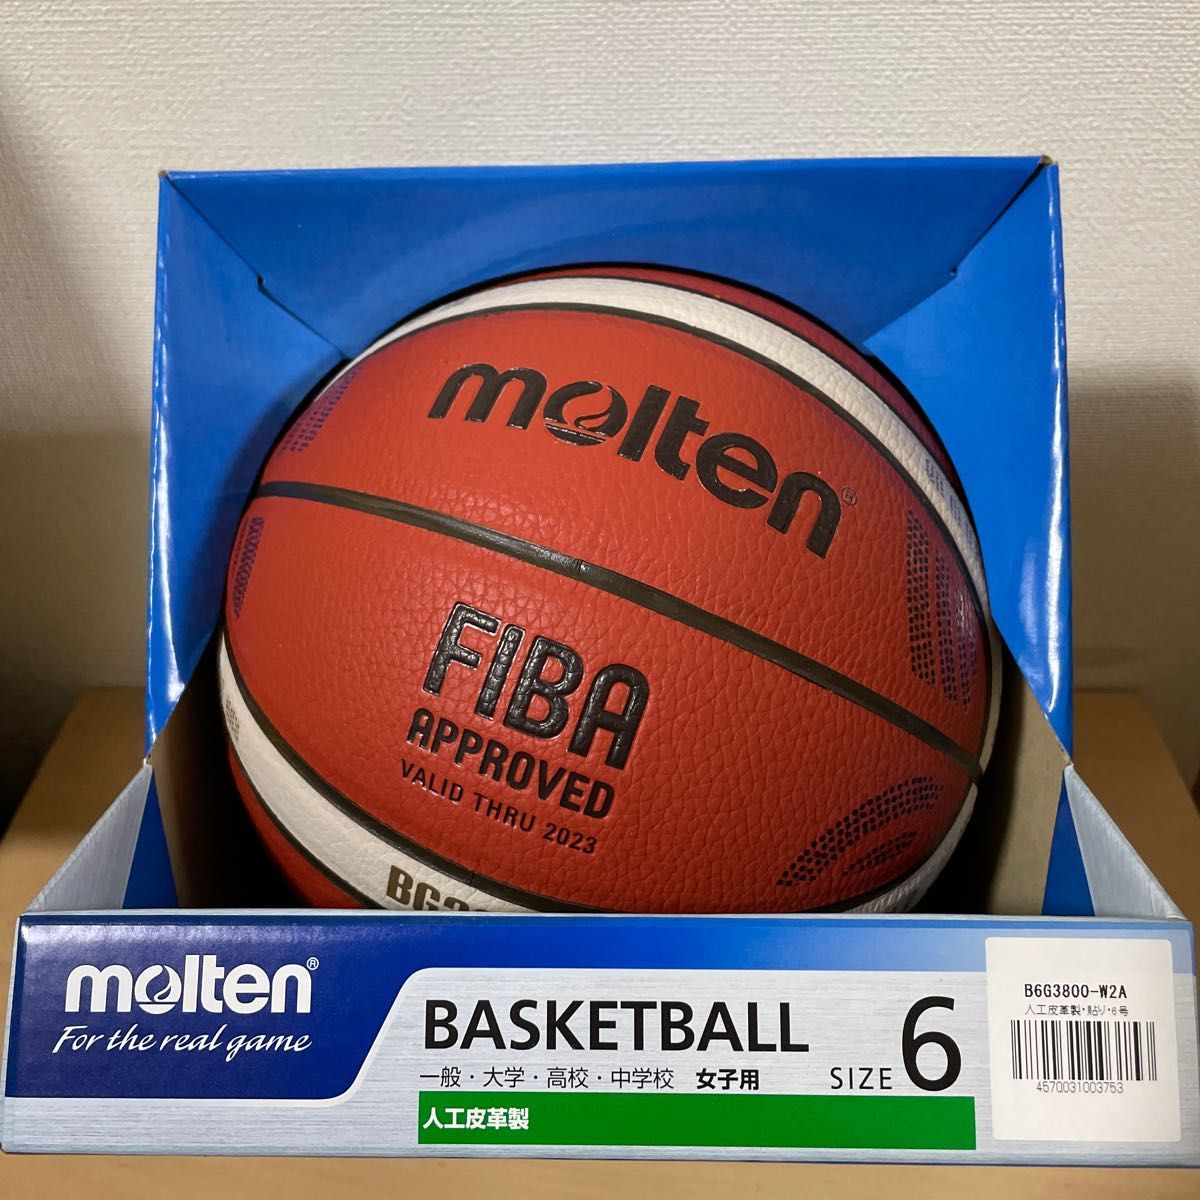 molten®
FIBA
APPROVED
VALID THRU 2023
molten®
For the real game
BASKETBALL
一般・大学・高校・中学校 女子用
SIZE 6
人工皮革製
B6G3800-W2A
人工皮革製・貼り・6号
4570031003753